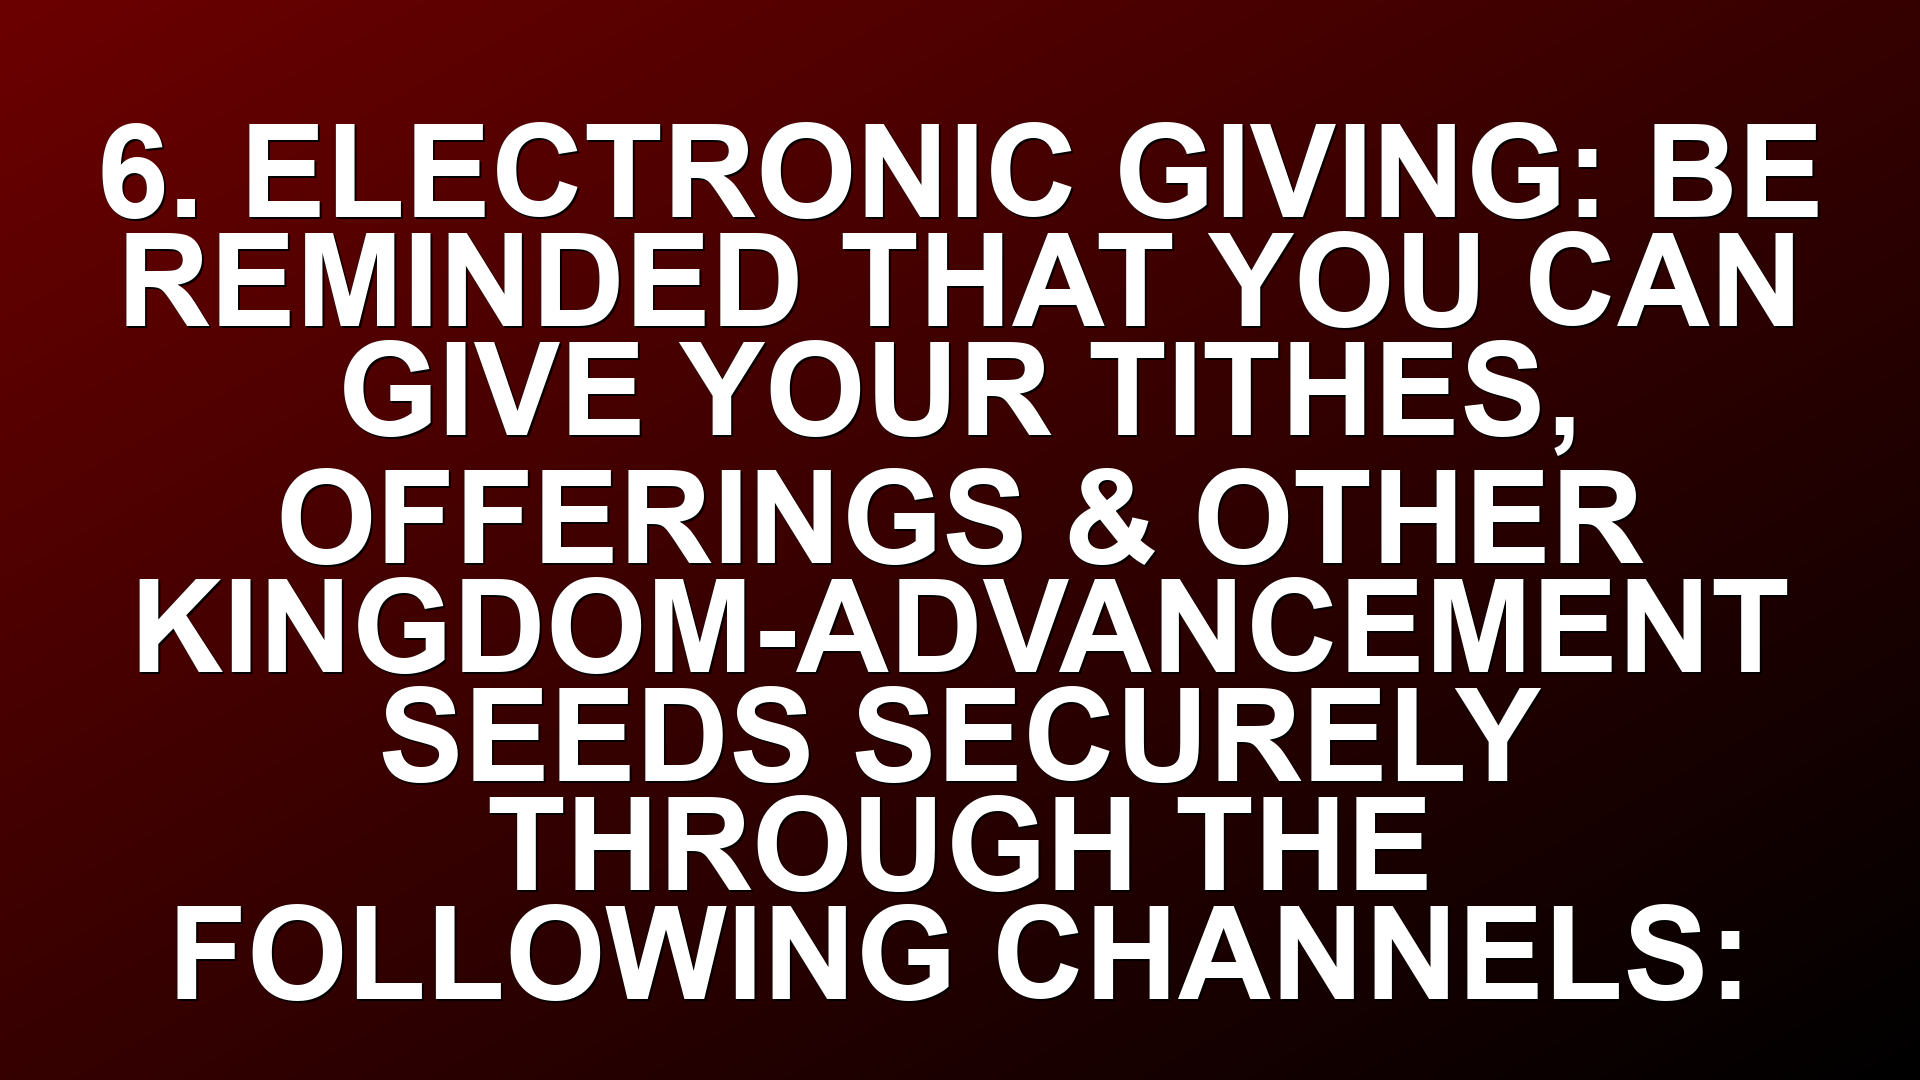 6. ELECTRONIC GIVING: BE
REMINDED THAT YOU CAN
GIVE YOUR TITHES,
OFFERINGS & OTHER
KINGDOM-ADVANCEMENT
SEEDS SECURELY
THROUGH THE
FOLLOWING CHANNELS: